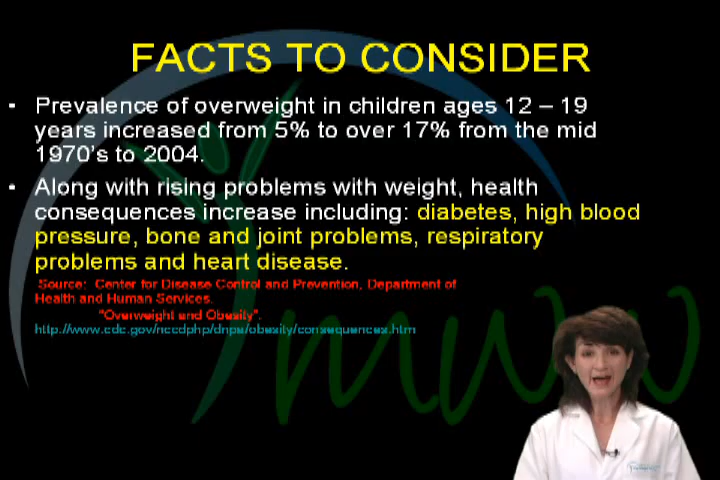 FACTS TO CONSIDER
▪ Prevalence of overweight in children ages 12 – 19
years increased from 5% to over 17% from the mid
1970's to 2004.
▪ Along with rising problems with weight, health
consequences increase including: diabetes, high blood
pressure, bone and joint problems, respiratory
problems and heart disease.
Source: Center for Disease Control and Prevention, Department of
Health and Human Services.
"Overweight and Obesity".
http://www.cdc.gov/nccdphp/dnpa/obesity/consequences.htm
mww